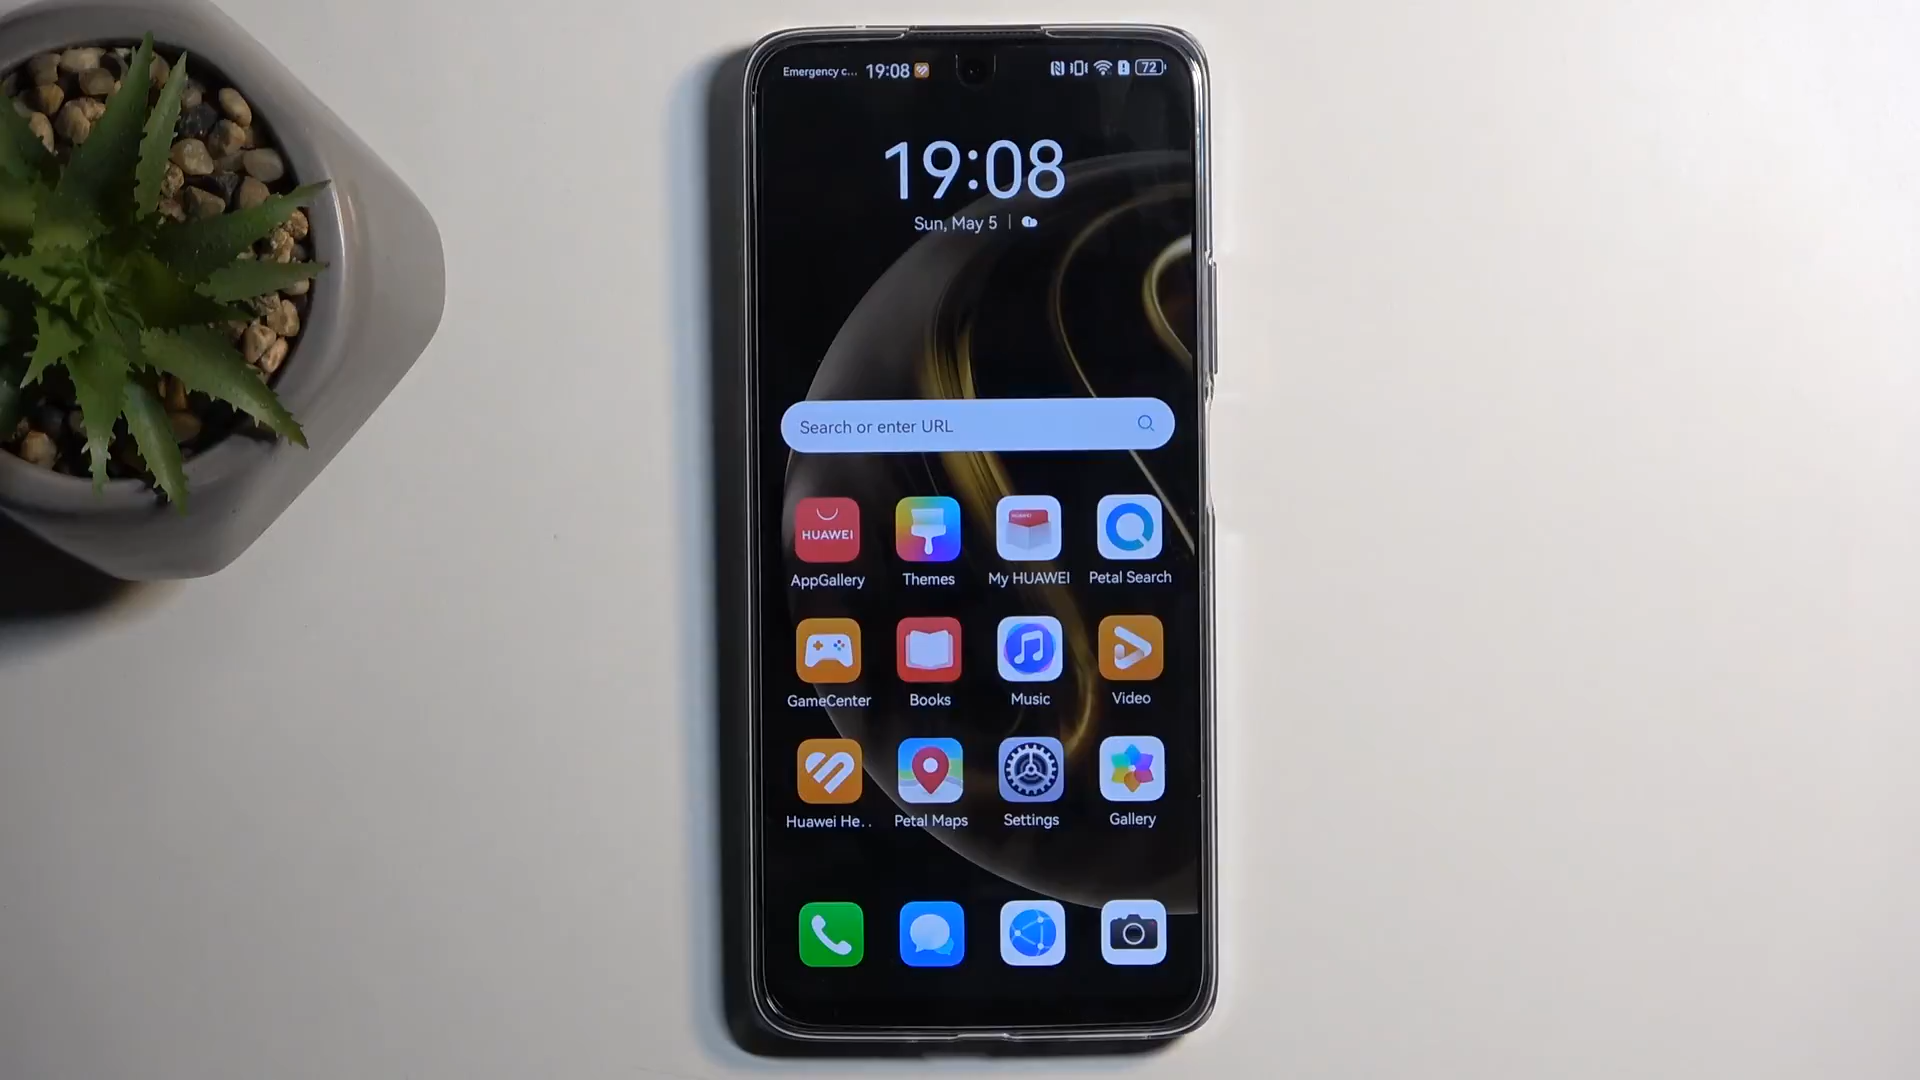 Emergency c... 19:08 72
19:08
Sun, May 5
Search or enter URL
HUAWEI HUAWEI
AppGallery Themes My HUAWEI Petal Search
GameCenter Books Music Video
Huawei He.. Petal Maps Settings Gallery